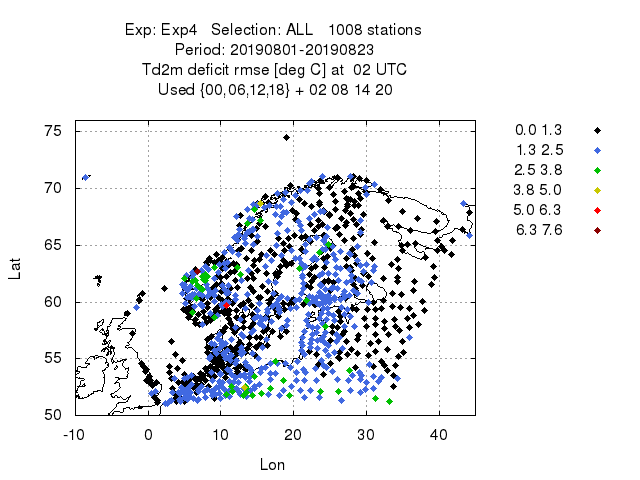 Exp: Exp4 Selection: ALL 1008 stations
Period: 20190801-20190823
Td2m deficit rmse [deg C] at 02 UTC
Used {00,06,12,18} + 02 08 14 20
0.0 1.3
1.3 2.5
2.5 3.8
3.8 5.0
5.0 6.3
6.3 7.6
75
70
65
60
55
50
Lat
-10 0 10 20 30 40
Lon